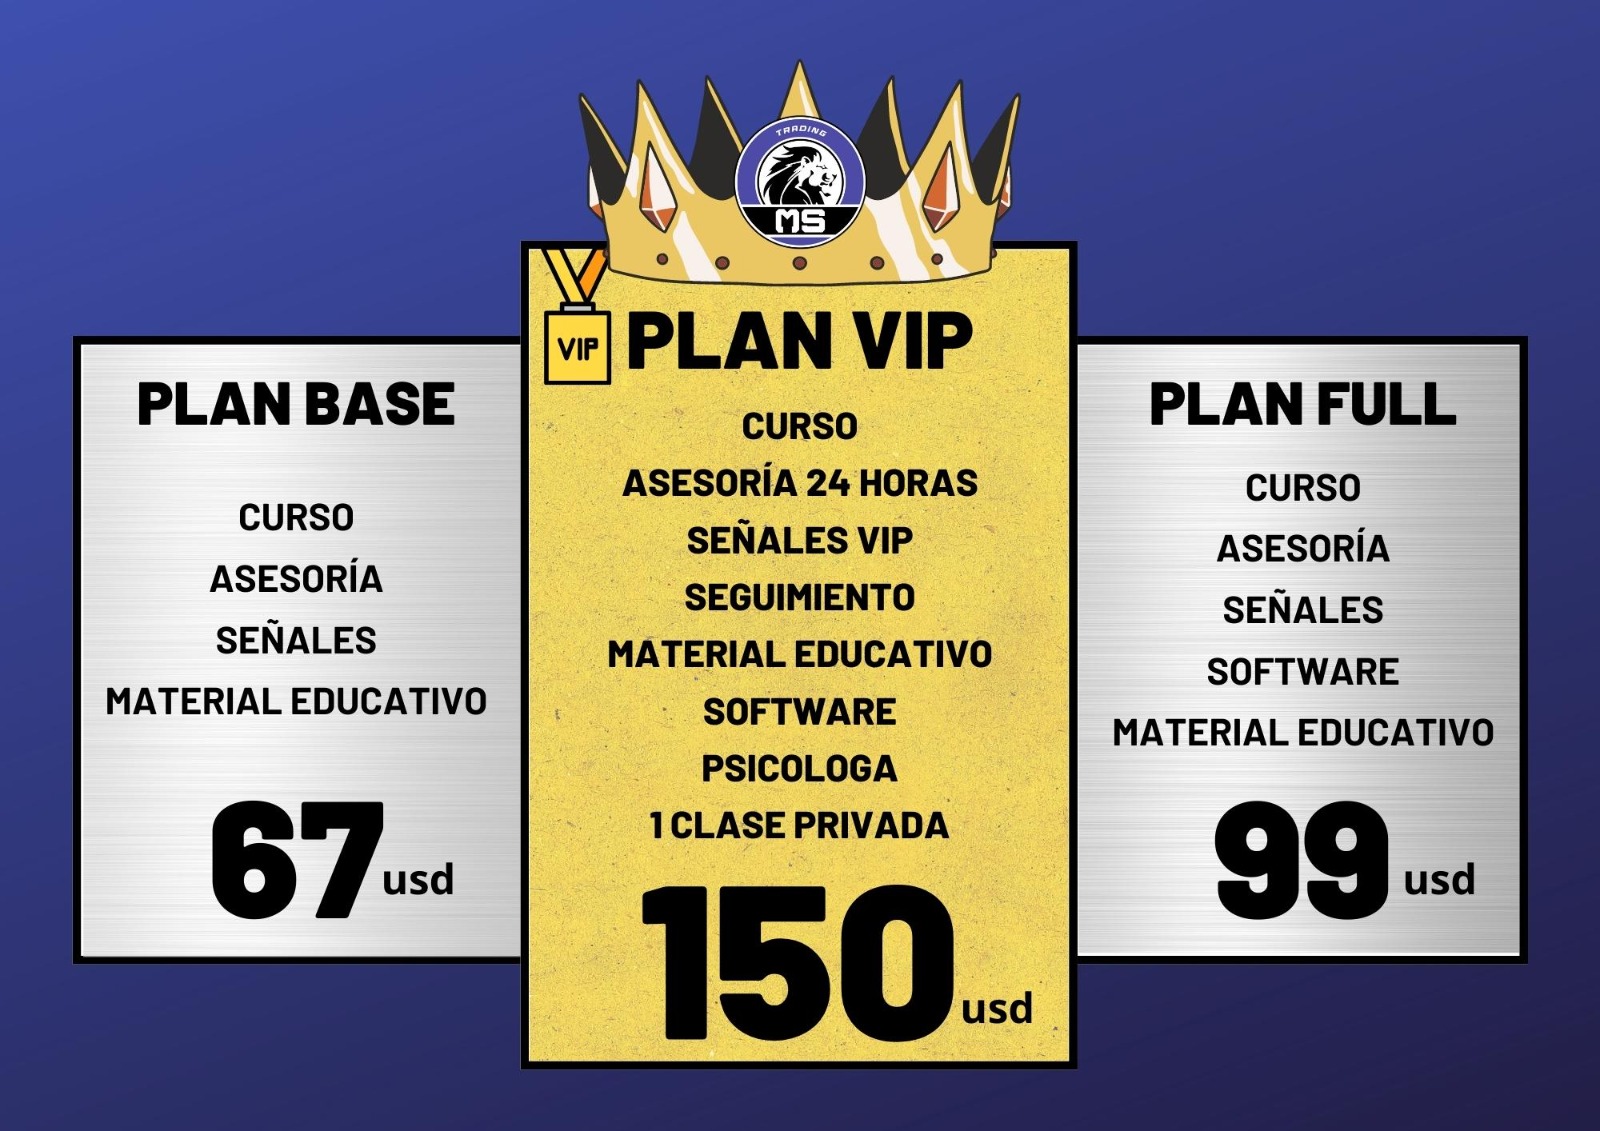 TRADING
MS
VIP
PLAN VIP
CURSO
ASESORÍA 24 HORAS
SEÑALES VIP
SEGUIMIENTO
MATERIAL EDUCATIVO
SOFTWARE
PSICOLOGA
1 CLASE PRIVADA
150 usd
PLAN BASE
CURSO
ASESORÍA
SEÑALES
MATERIAL EDUCATIVO
67 usd
PLAN FULL
CURSO
ASESORÍA
SEÑALES
SOFTWARE
MATERIAL EDUCATIVO
99 usd